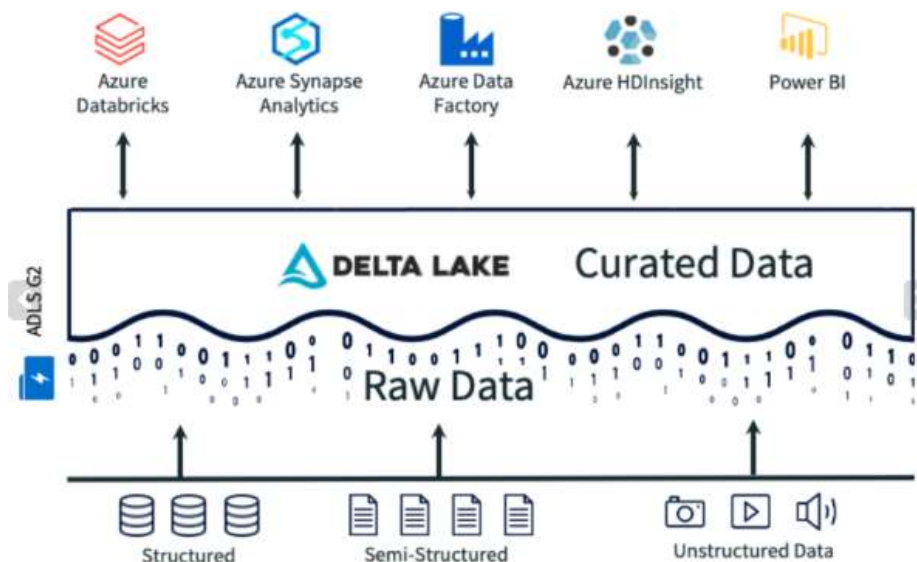 Azure
Databricks
Azure Synapse
Analytics
Azure Data
Factory
Azure HDInsight
Power BI
ADLS G2
DELTA LAKE
Curated Data
Raw Data
Structured
Semi-Structured
Unstructured Data